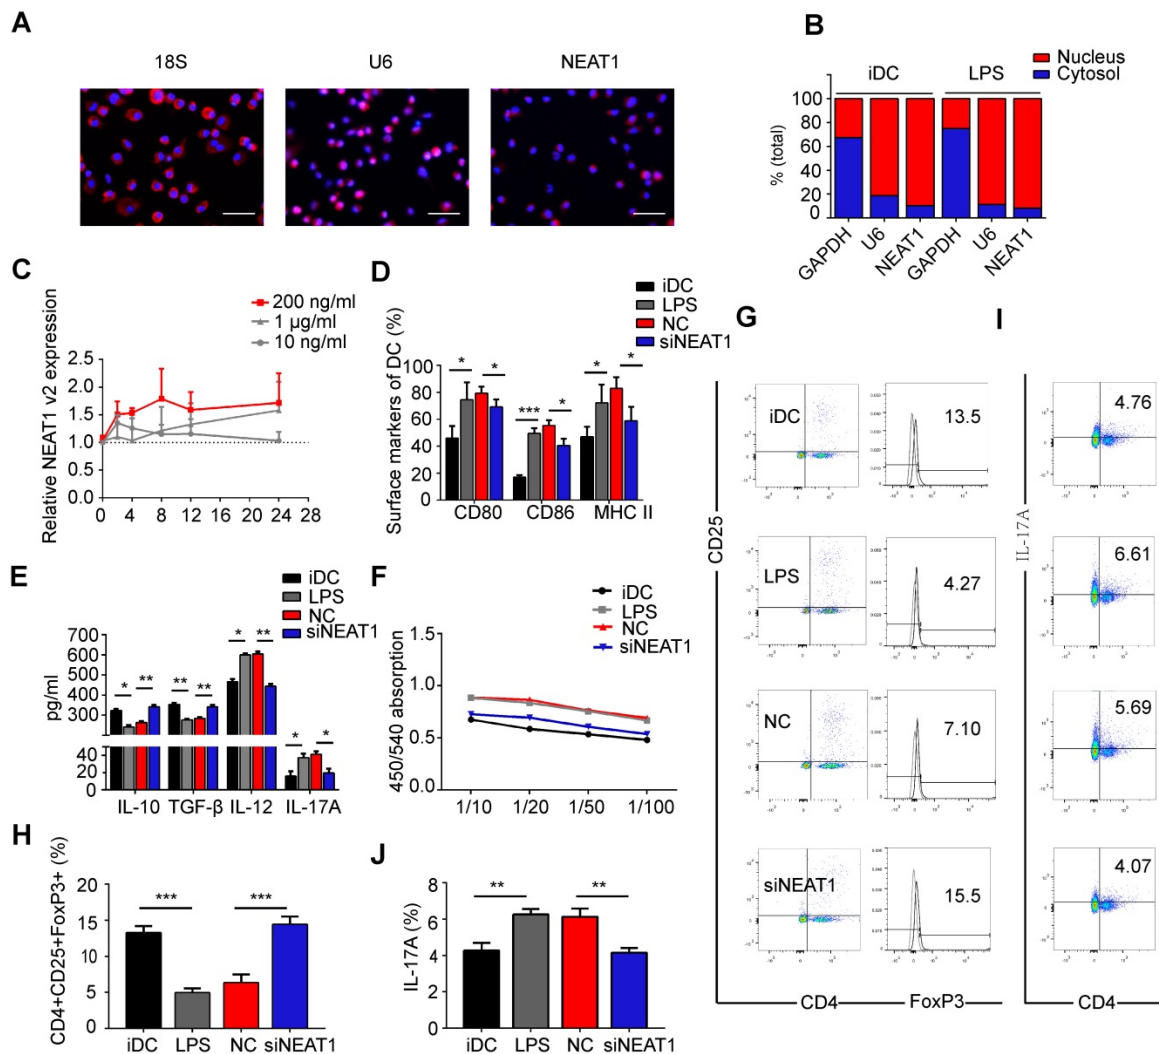 A
18S
U6
NEAT1
B
Nucleus
Cytosol
iDC
LPS
% (total)
100
80
60
40
20
0
GAPDH
U6
NEAT1
GAPDH
U6
NEAT1
C
Relative NEAT1 v2 expression
200 ng/ml
1 µg/ml
10 ng/ml
2.5
2.0
1.5
1.0
0.5
0.0
0 4 8 12 16 20 24 28
D
Surface markers of DC (%)
iDC
LPS
NC
siNEAT1
100
80
60
40
20
0
* * *** * * *
CD80 CD86 MHC II
E
pg/ml
iDC
LPS
NC
siNEAT1
700
600
500
400
300
40
20
0
* ** ** ** * ** * *
IL-10 TGF-β IL-12 IL-17A
F
450/540 absorption
iDC
LPS
NC
siNEAT1
1.5
1.0
0.5
0.0
1/10 1/20 1/50 1/100
G
CD25
iDC
13.5
LPS
4.27
NC
7.10
siNEAT1
15.5
CD4
FoxP3
H
CD4+CD25+FoxP3+ (%)
20
15
10
5
0
*** ***
iDC LPS NC siNEAT1
I
IL-17A
4.76
6.61
5.69
4.07
CD4
J
IL-17A (%)
8
6
4
2
0
** **
iDC LPS NC siNEAT1